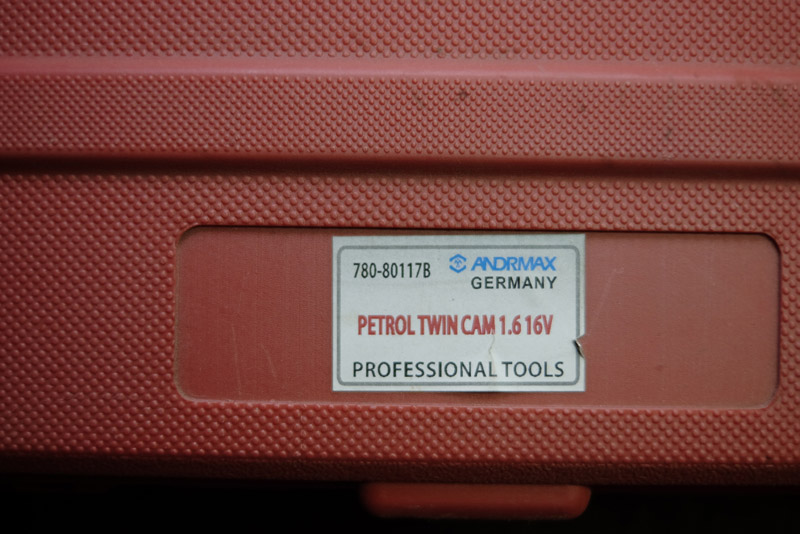 780-80117B ANDRMAX
GERMANY
PETROL TWIN CAM 1.6 16V
PROFESSIONAL TOOLS